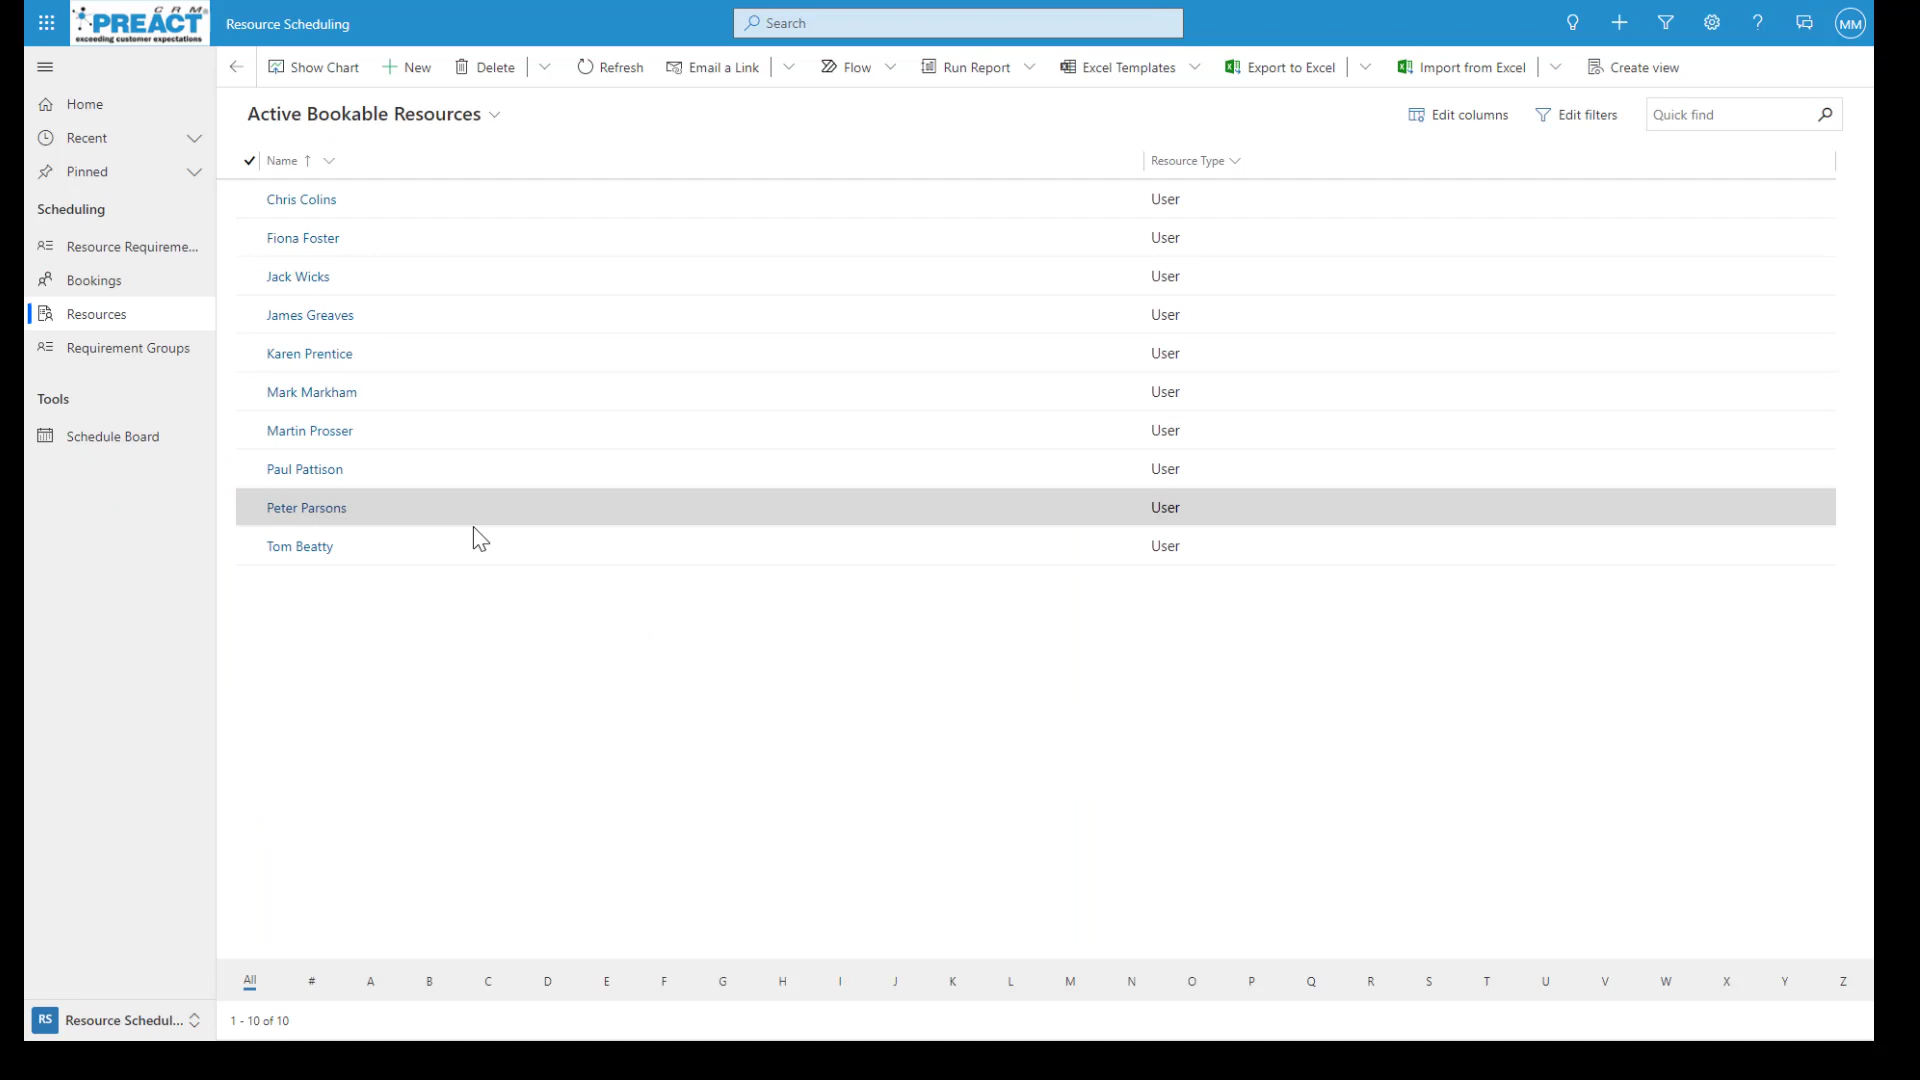 C R M
PREACT
exceeding customer expectations
Resource Scheduling
Search
MM
Show Chart
New
Delete
Refresh
Email a Link
Flow
Run Report
Excel Templates
Export to Excel
Import from Excel
Create view
Home
Recent
Pinned
Scheduling
Resource Requireme...
Bookings
Resources
Requirement Groups
Tools
Schedule Board
Active Bookable Resources
Edit columns
Edit filters
Quick find
Name ↑
Resource Type
Chris Colins User
Fiona Foster User
Jack Wicks User
James Greaves User
Karen Prentice User
Mark Markham User
Martin Prosser User
Paul Pattison User
Peter Parsons User
Tom Beatty User
All # A B C D E F G H I J K L M N O P Q R S T U V W X Y Z
RS Resource Schedul...
1 - 10 of 10